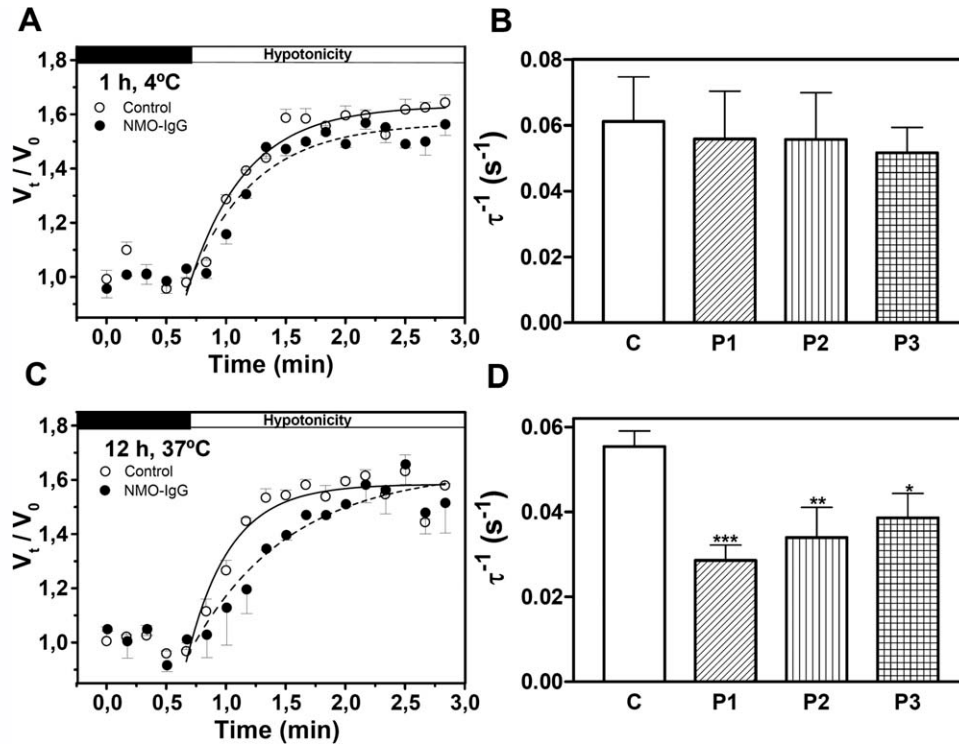 A
Hypotonicity
1 h, 4ºC
Control
NMO-IgG
1,8
1,6
1,4
1,2
1,0
V_t / V_0
0,0 0,5 1,0 1,5 2,0 2,5 3,0
Time (min)
B
0.08
0.06
0.04
0.02
0.00
τ^-1 (s^-1)
C P1 P2 P3
C
Hypotonicity
12 h, 37ºC
Control
NMO-IgG
1,8
1,6
1,4
1,2
1,0
V_t / V_0
0,0 0,5 1,0 1,5 2,0 2,5 3,0
Time (min)
D
0.06
0.04
0.02
0.00
τ^-1 (s^-1)
*** ** *
C P1 P2 P3